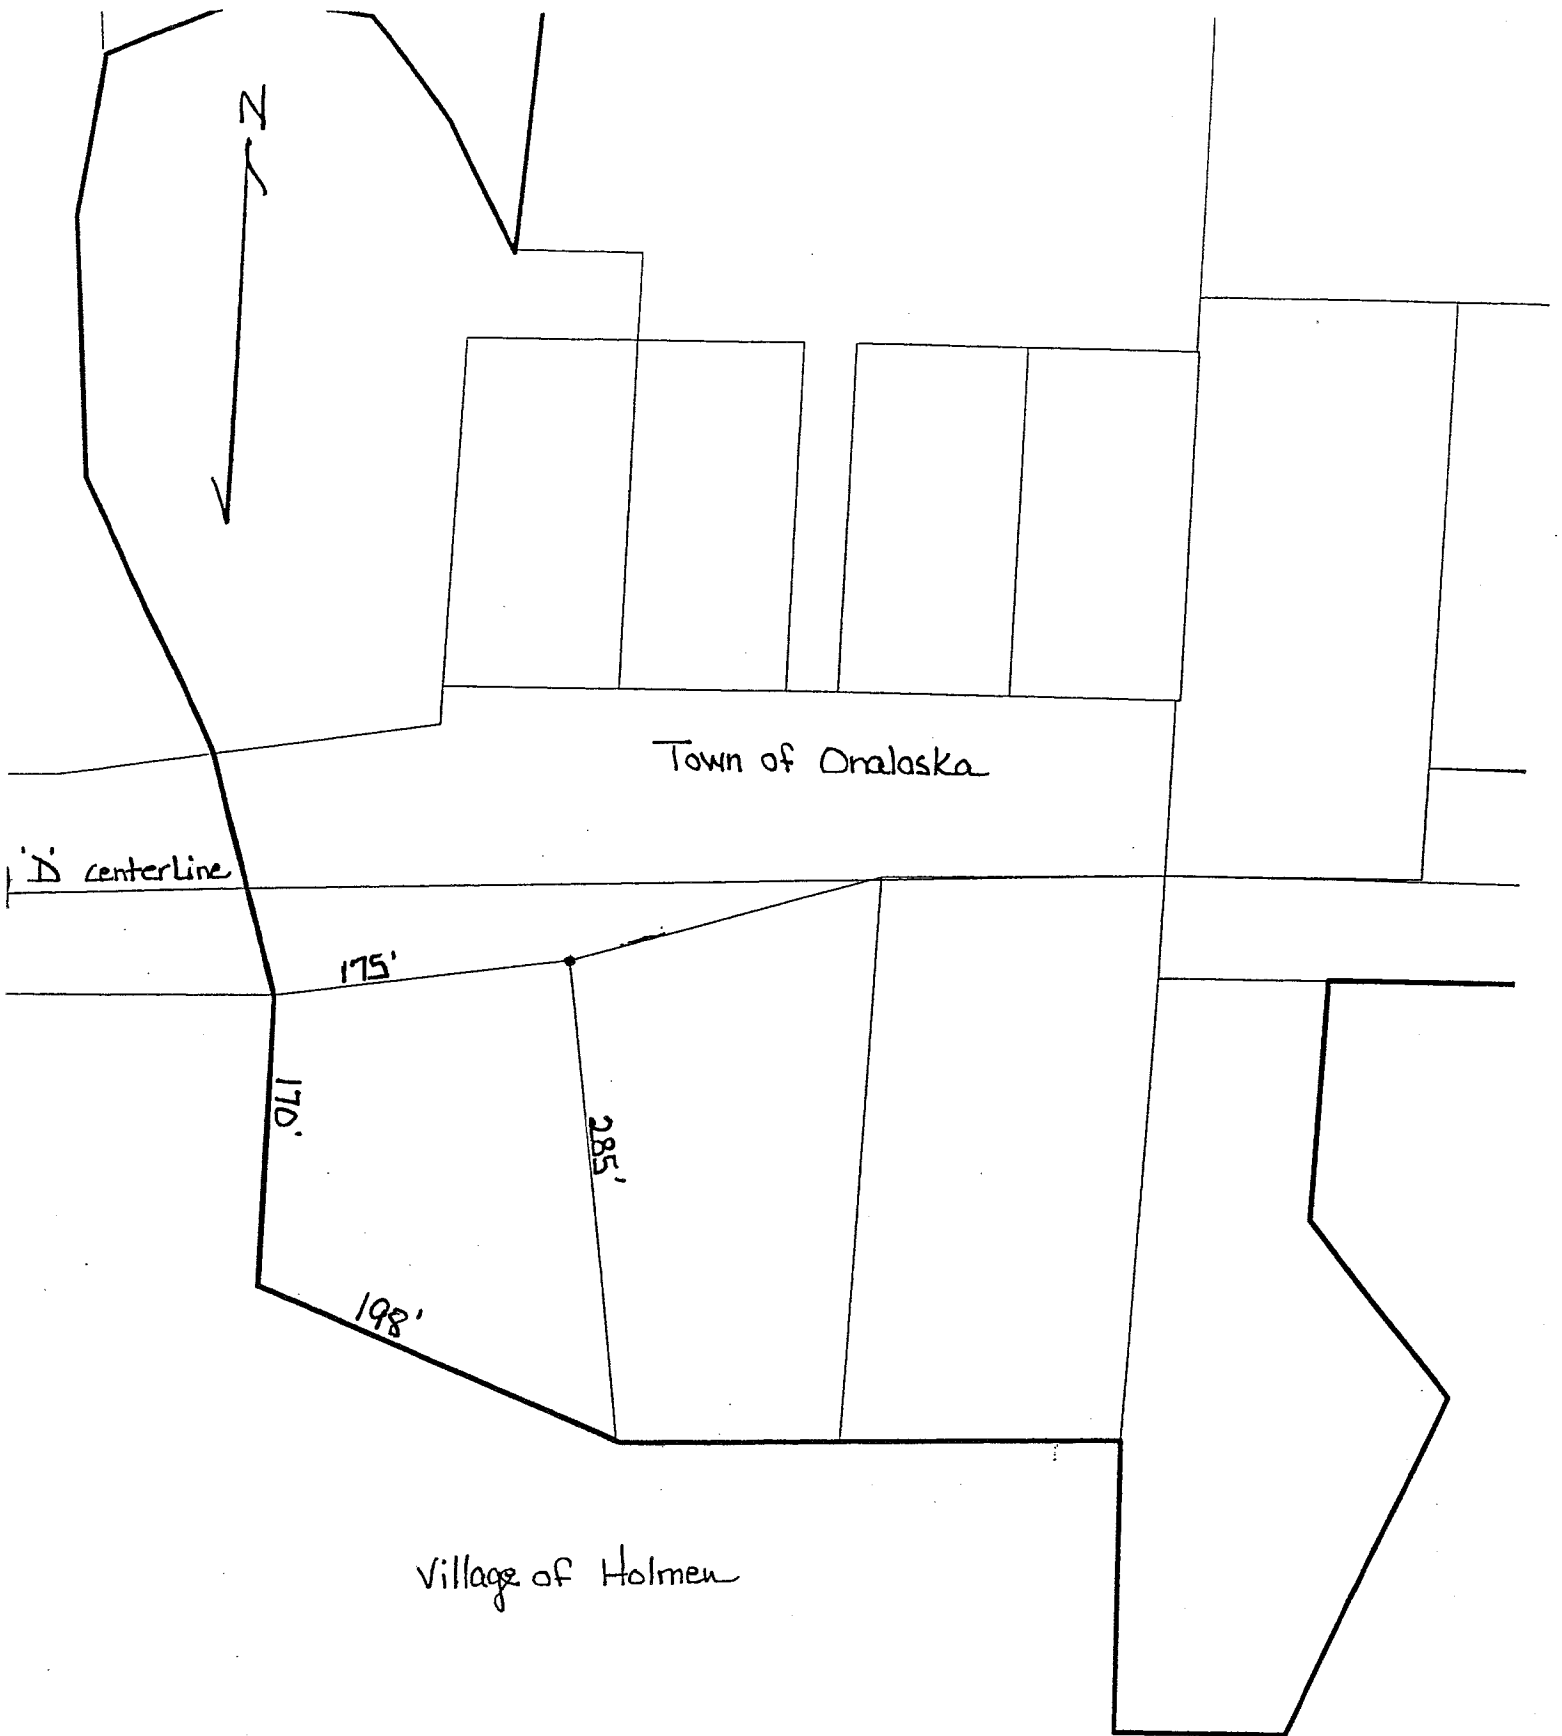 N
Town of Onalaska
'D' centerline
175'
170'
285'
198'
Village of Holmen